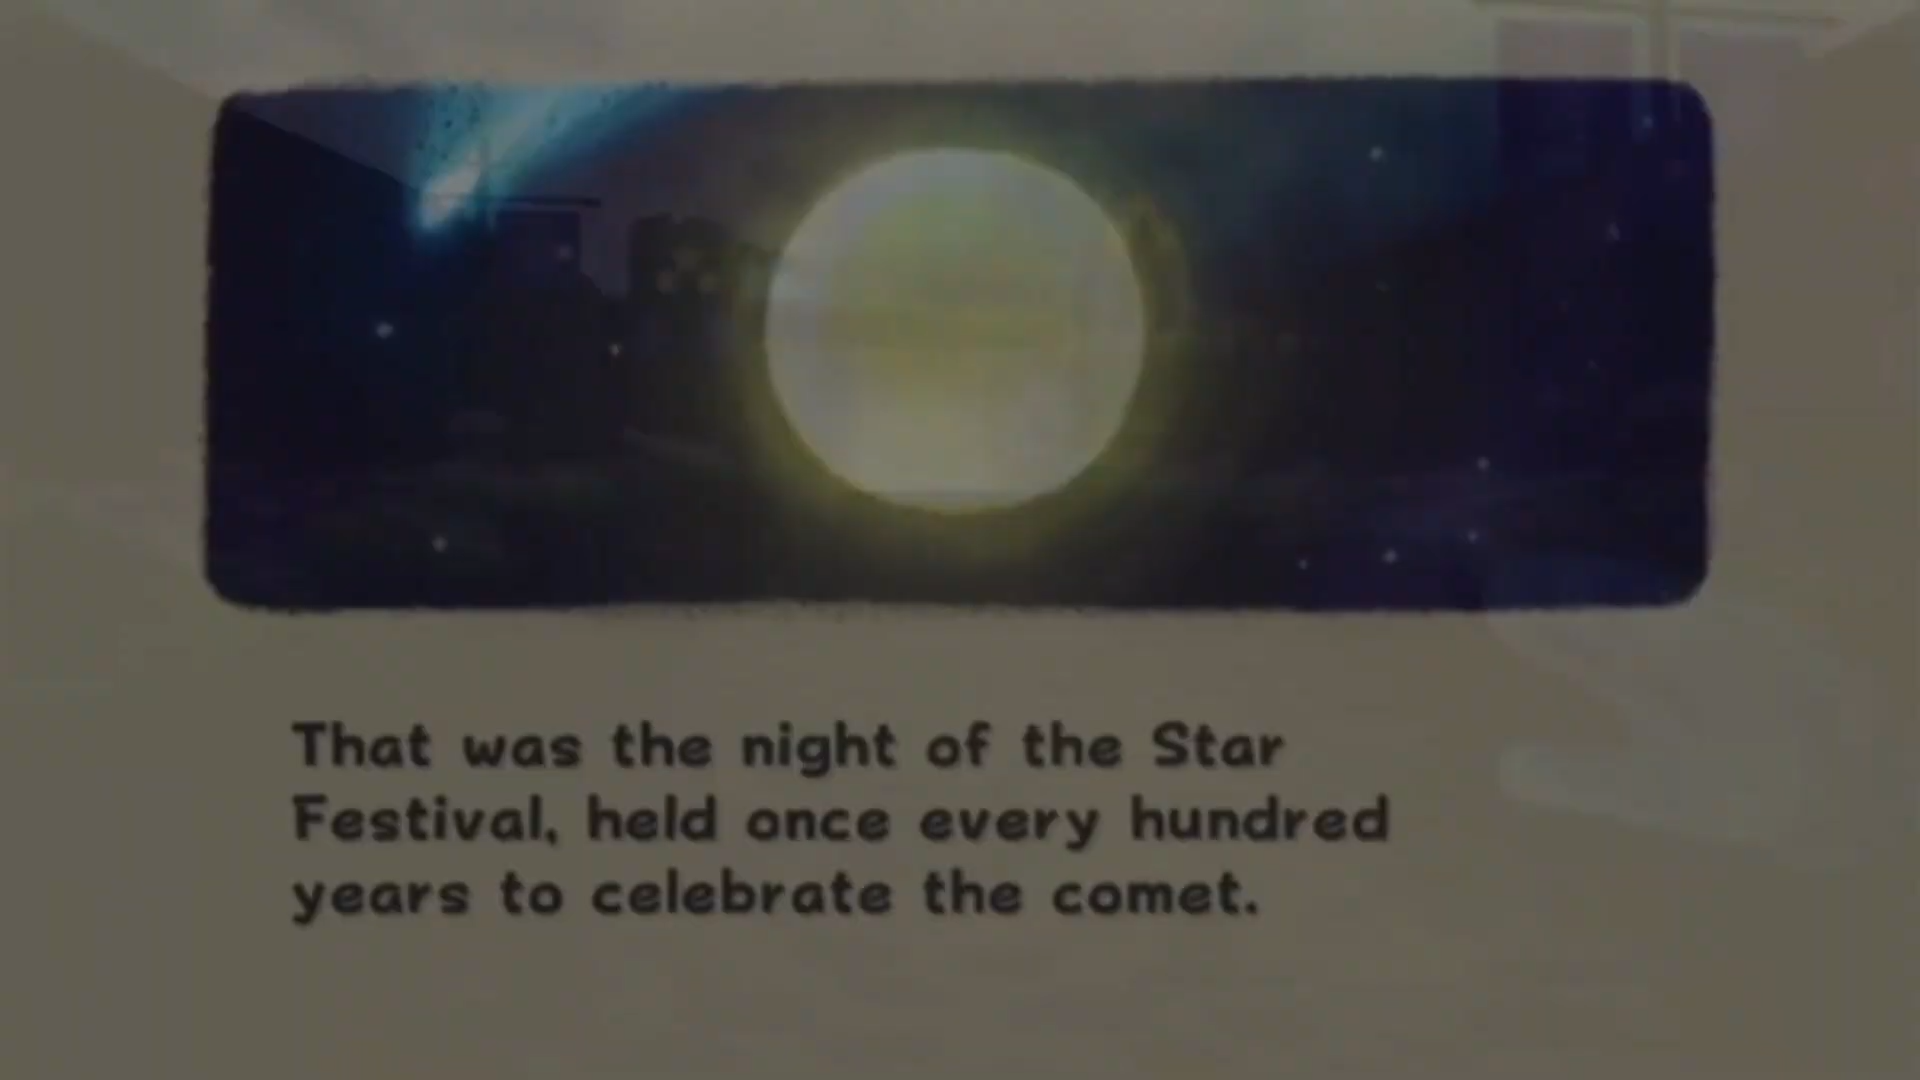 That was the night of the Star
Festival, held once every hundred
years to celebrate the comet.